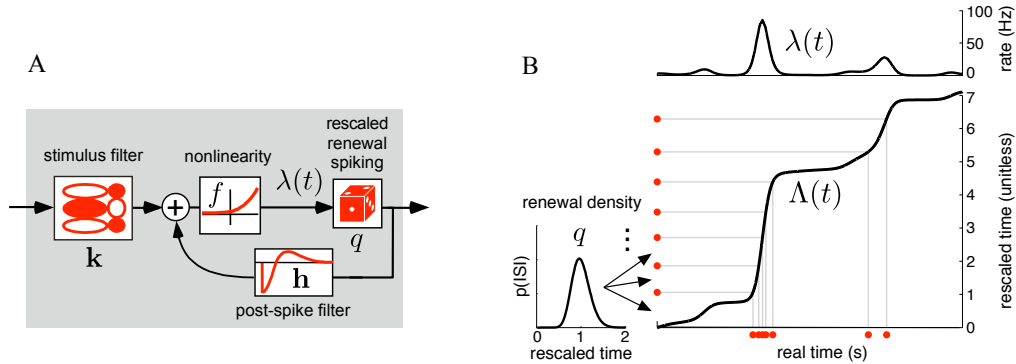 A
stimulus filter
k
+
nonlinearity
f
λ(t)
rescaled
renewal
spiking
q
h
post-spike filter
B
λ(t)
100
50
0
rate (Hz)
renewal density
q
p(ISI)
0 1 2
rescaled time
Λ(t)
7
6
5
4
3
2
1
0
rescaled time (unitless)
real time (s)